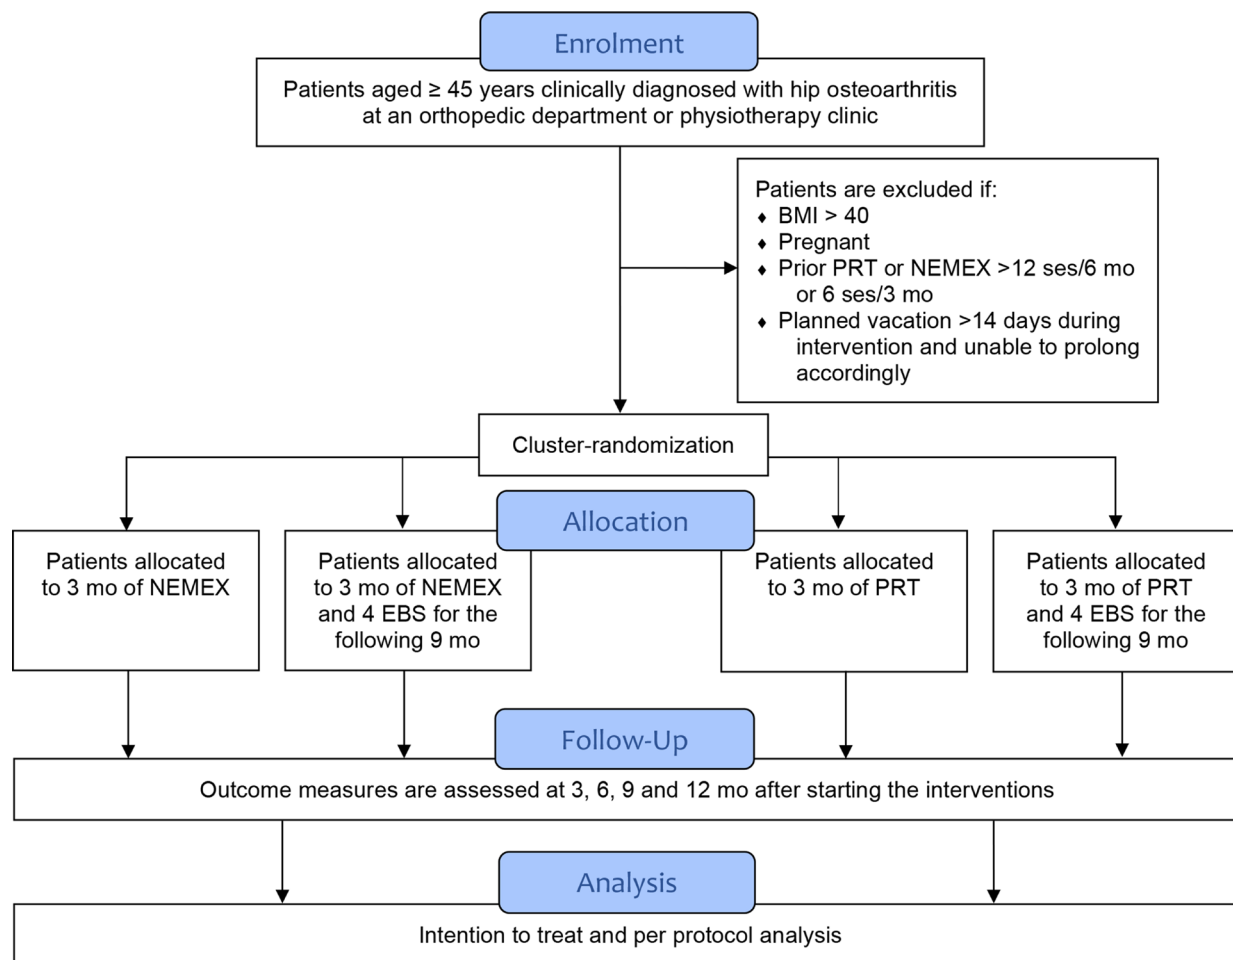 Enrolment
Patients aged ≥ 45 years clinically diagnosed with hip osteoarthritis
at an orthopedic department or physiotherapy clinic
Patients are excluded if:
♦ BMI > 40
♦ Pregnant
♦ Prior PRT or NEMEX >12 ses/6 mo
or 6 ses/3 mo
♦ Planned vacation >14 days during
intervention and unable to prolong
accordingly
Cluster-randomization
Allocation
Patients allocated
to 3 mo of NEMEX
Patients allocated
to 3 mo of NEMEX
and 4 EBS for the
following 9 mo
Patients allocated
to 3 mo of PRT
Patients allocated
to 3 mo of PRT
and 4 EBS for the
following 9 mo
Follow-Up
Outcome measures are assessed at 3, 6, 9 and 12 mo after starting the interventions
Analysis
Intention to treat and per protocol analysis